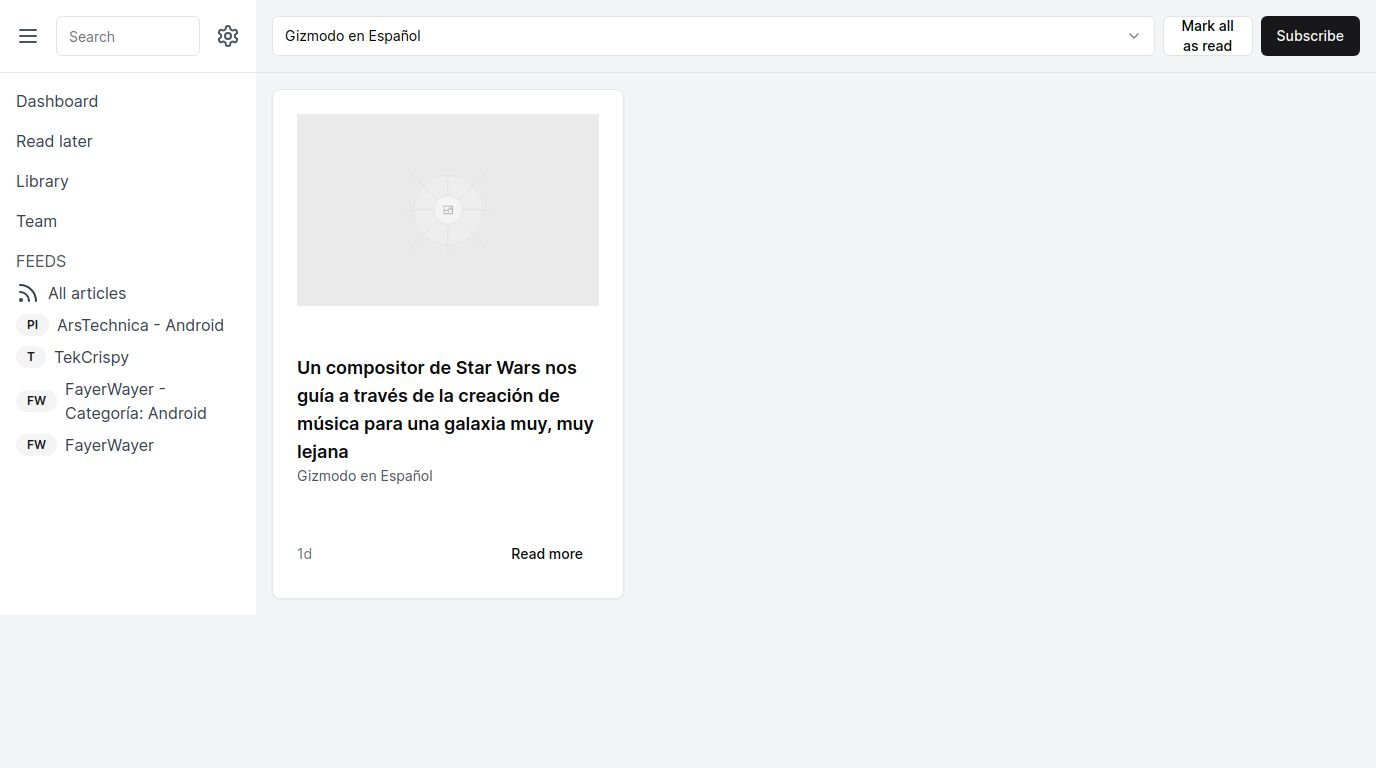 Search
Gizmodo en Español
Mark all
as read
Subscribe
Dashboard
Read later
Library
Team
FEEDS
All articles
PI ArsTechnica - Android
T TekCrispy
FW FayerWayer -
Categoría: Android
FW FayerWayer
Un compositor de Star Wars nos
guía a través de la creación de
música para una galaxia muy, muy
lejana
Gizmodo en Español
1d Read more